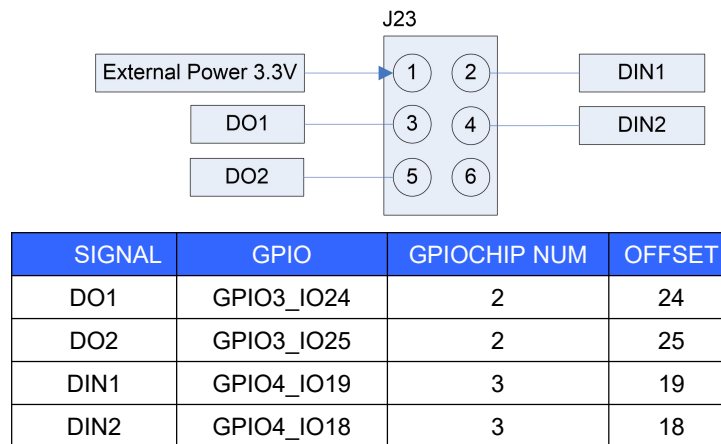 J23
External Power 3.3V
1 2
DIN1
DO1
3 4
DIN2
DO2
5 6
SIGNAL GPIO GPIOCHIP NUM OFFSET
DO1 GPIO3_IO24 2 24
DO2 GPIO3_IO25 2 25
DIN1 GPIO4_IO19 3 19
DIN2 GPIO4_IO18 3 18